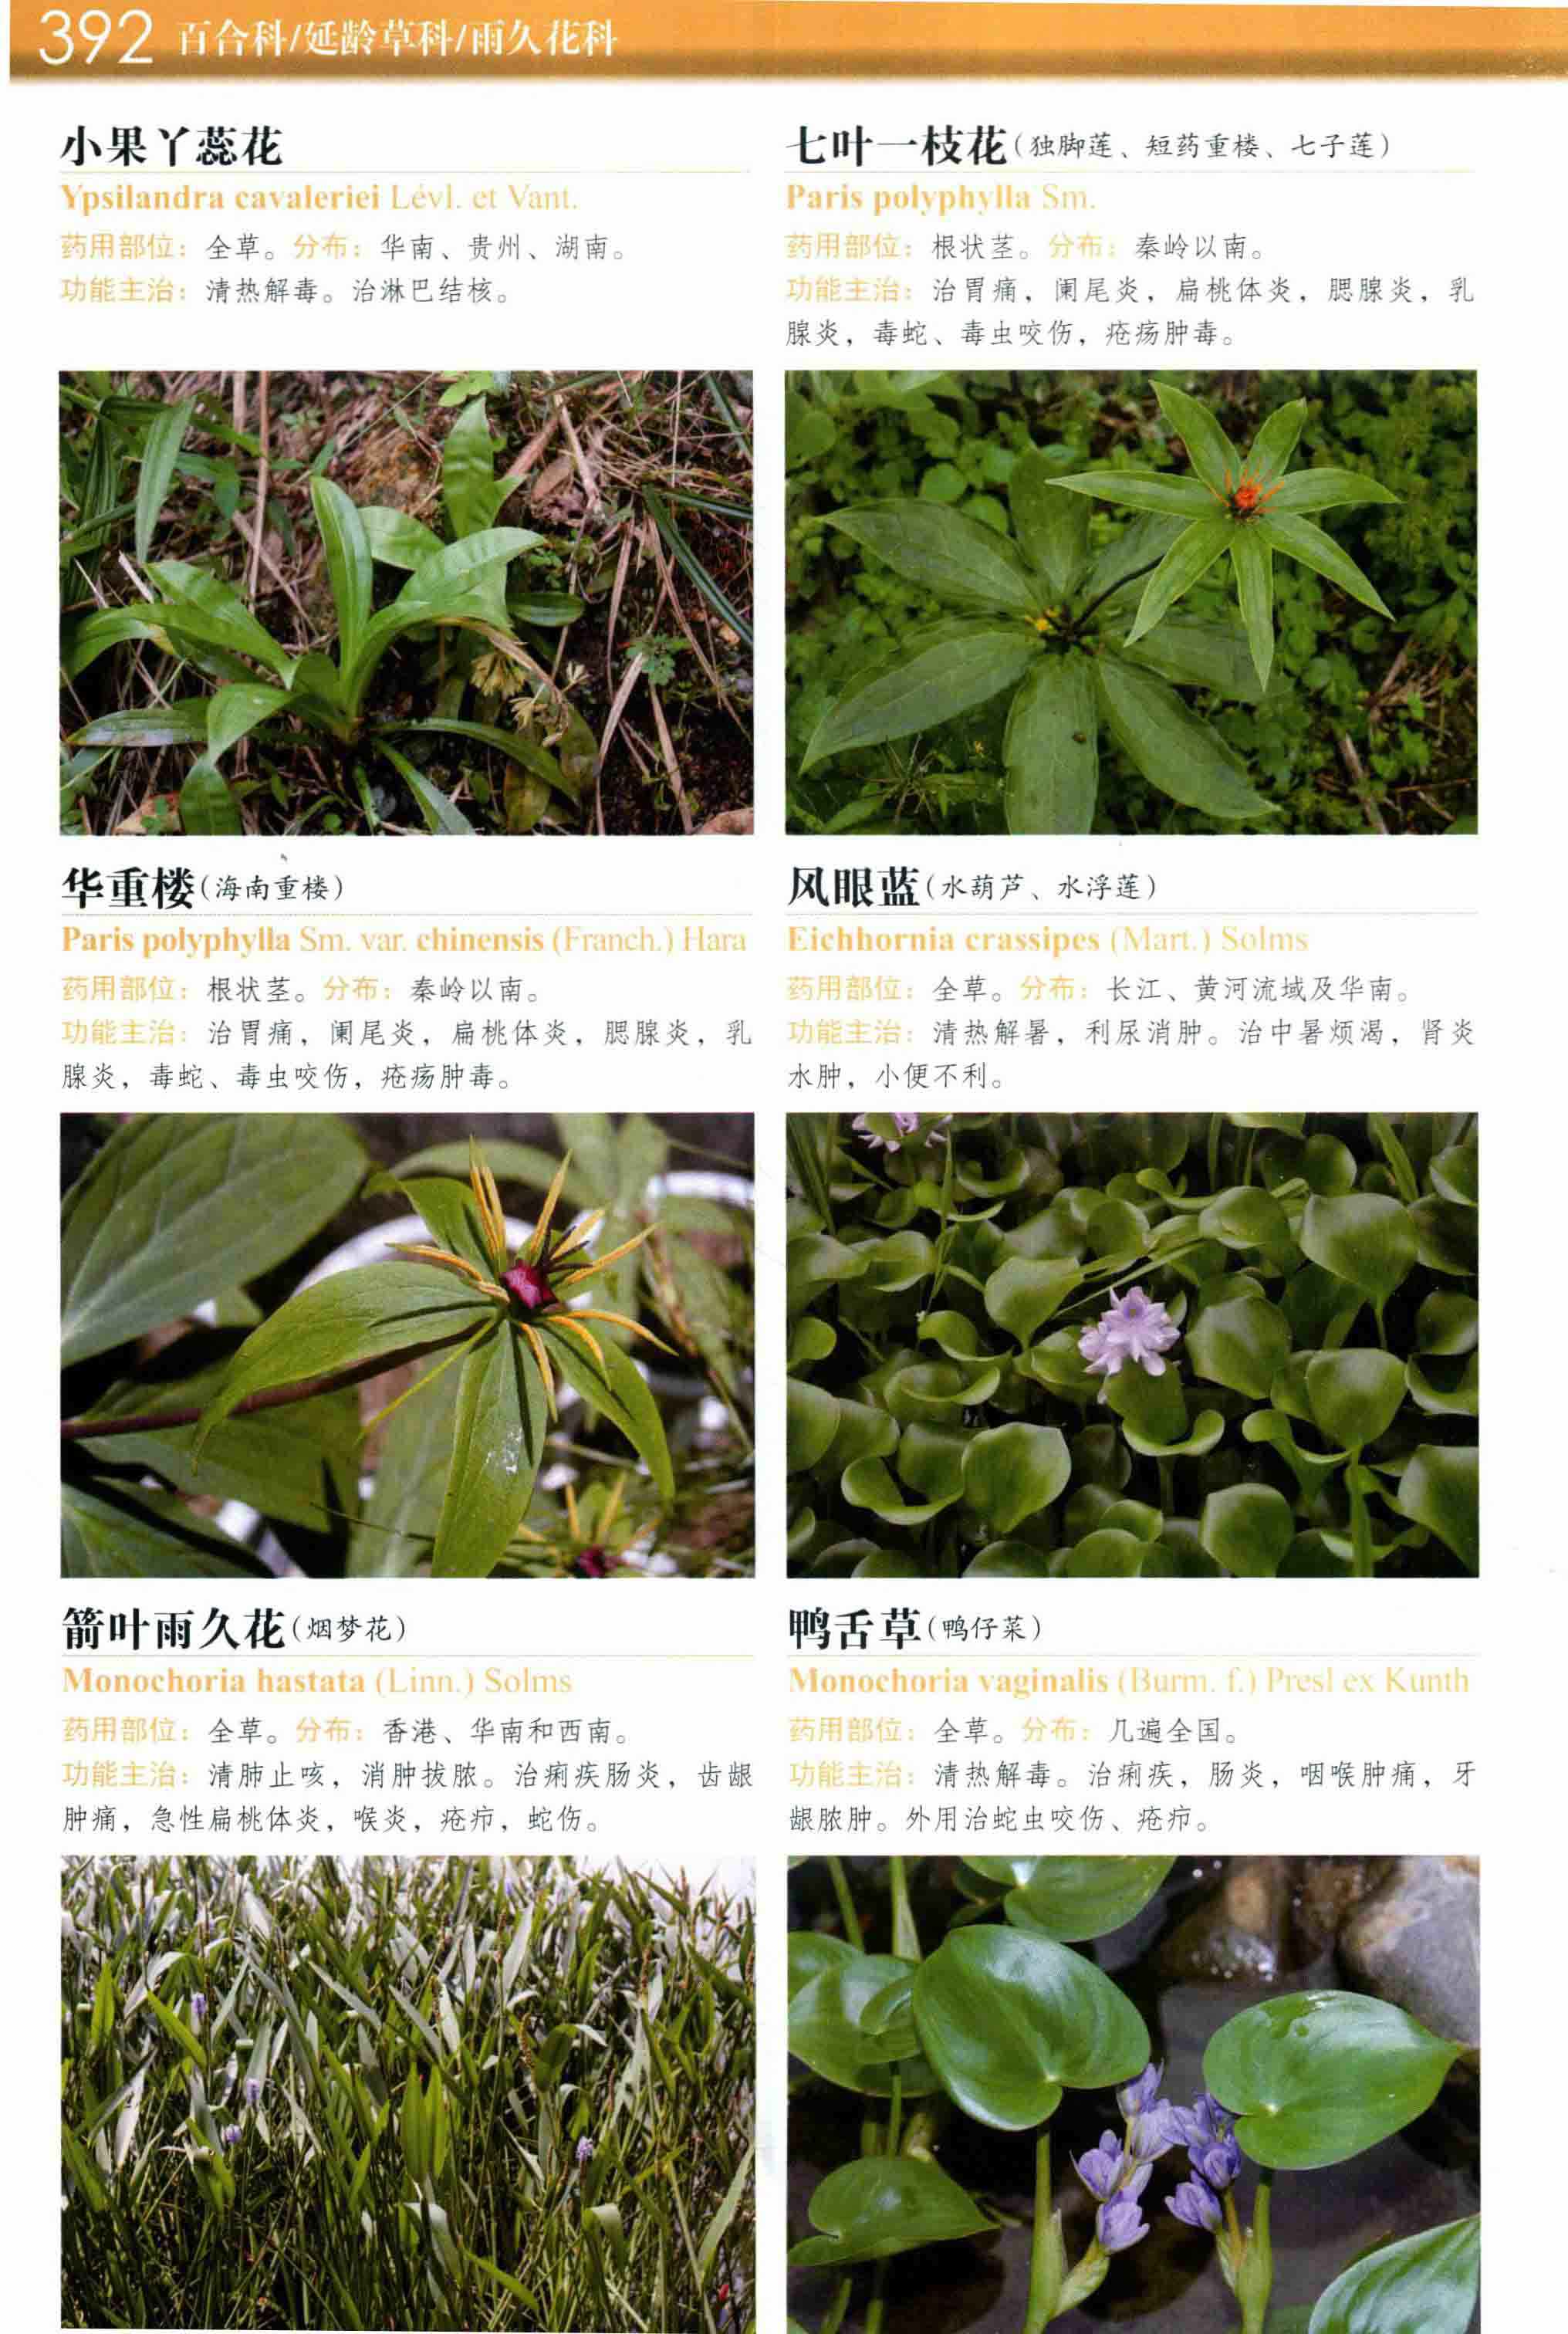 392 百合科/延龄草科/雨久花科
小果丫蕊花
Ypsilandra cavaleriei Lévl. et Vant.
药用部位：全草。分布：华南、贵州、湖南。
功能主治：清热解毒。治淋巴结核。
七叶一枝花（独脚莲、短药重楼、七子莲）
Paris polyphylla Sm.
药用部位：根状茎。分布：秦岭以南。
功能主治：治胃痛，阑尾炎，扁桃体炎，腮腺炎，乳
腺炎，毒蛇、毒虫咬伤，疮疡肿毒。
华重楼（海南重楼）
Paris polyphylla Sm. var. chinensis (Franch.) Hara
药用部位：根状茎。分布：秦岭以南。
功能主治：治胃痛，阑尾炎，扁桃体炎，腮腺炎，乳
腺炎，毒蛇、毒虫咬伤，疮疡肿毒。
风眼蓝（水葫芦、水浮莲）
Eichhornia crassipes (Mart.) Solms
药用部位：全草。分布：长江、黄河流域及华南。
功能主治：清热解暑，利尿消肿。治中暑烦渴，肾炎
水肿，小便不利。
箭叶雨久花（烟梦花）
Monochoria hastata (Linn.) Solms
药用部位：全草。分布：香港、华南和西南。
功能主治：清肺止咳，消肿拔脓。治痢疾肠炎，齿龈
肿痛，急性扁桃体炎，喉炎，疮疖，蛇伤。
鸭舌草（鸭仔菜）
Monochoria vaginalis (Burm. f.) Presl ex Kunth
药用部位：全草。分布：几遍全国。
功能主治：清热解毒。治痢疾，肠炎，咽喉肿痛，牙
龈脓肿。外用治蛇虫咬伤、疮疖。